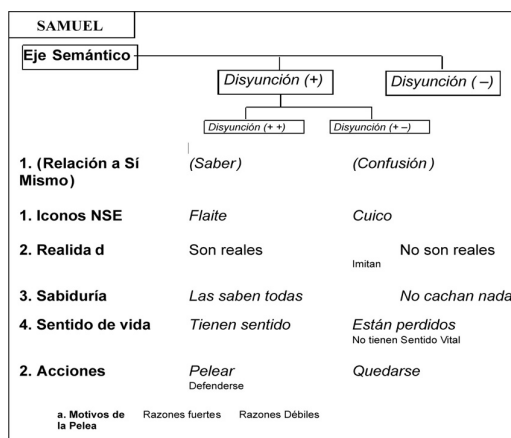 SAMUEL
Eje Semántico
Disyunción (+)
Disyunción ( –)
Disyunción (+ +)
Disyunción (+ –)
1. (Relación a Sí
Mismo)
(Saber)
(Confusión )
1. Iconos NSE
Flaite
Cuico
2. Realida d
Son reales
No son reales
Imitan
3. Sabiduría
Las saben todas
No cachan nada
4. Sentido de vida
Tienen sentido
Están perdidos
No tienen Sentido Vital
2. Acciones
Pelear
Defenderse
Quedarse
a. Motivos de
la Pelea
Razones fuertes
Razones Débiles